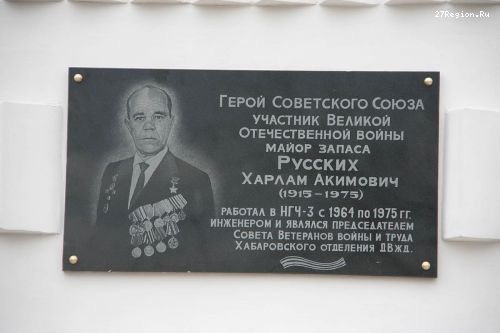 27Region.Ru
Герой Советского Союза
участник Великой
Отечественной войны
майор запаса
Русских
Харлам Акимович
(1915-1975)
работал в НГЧ-3 с 1964 по 1975 гг.
инженером и являлся председателем
Совета Ветеранов войны и труда
Хабаровского отделения ДВжд.